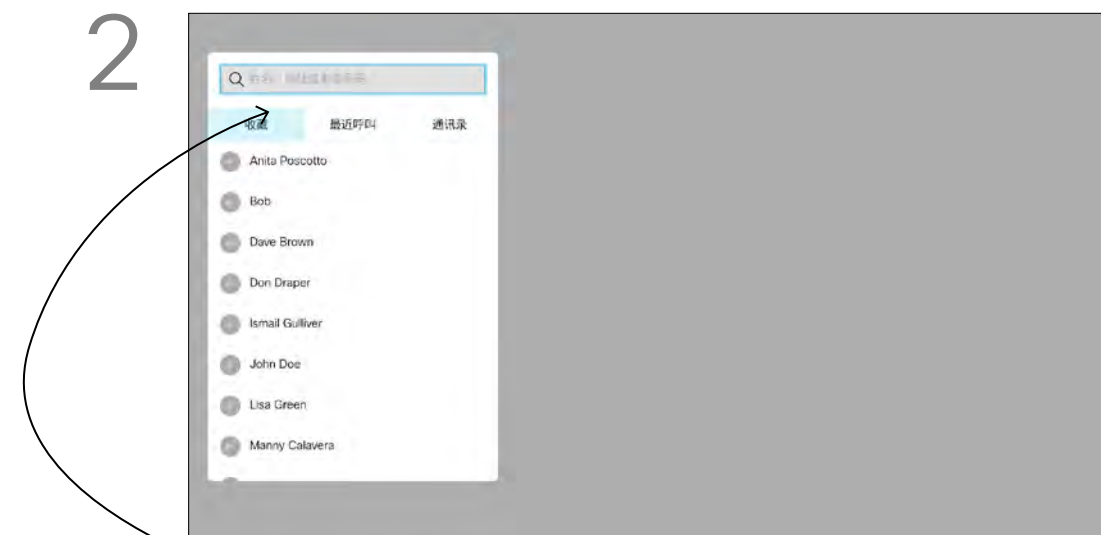 2
收藏 最近呼叫 通讯录
Anita Poscotto
Bob
Dave Brown
Don Draper
Ismail Gulliver
John Doe
Lisa Green
Manny Calavera